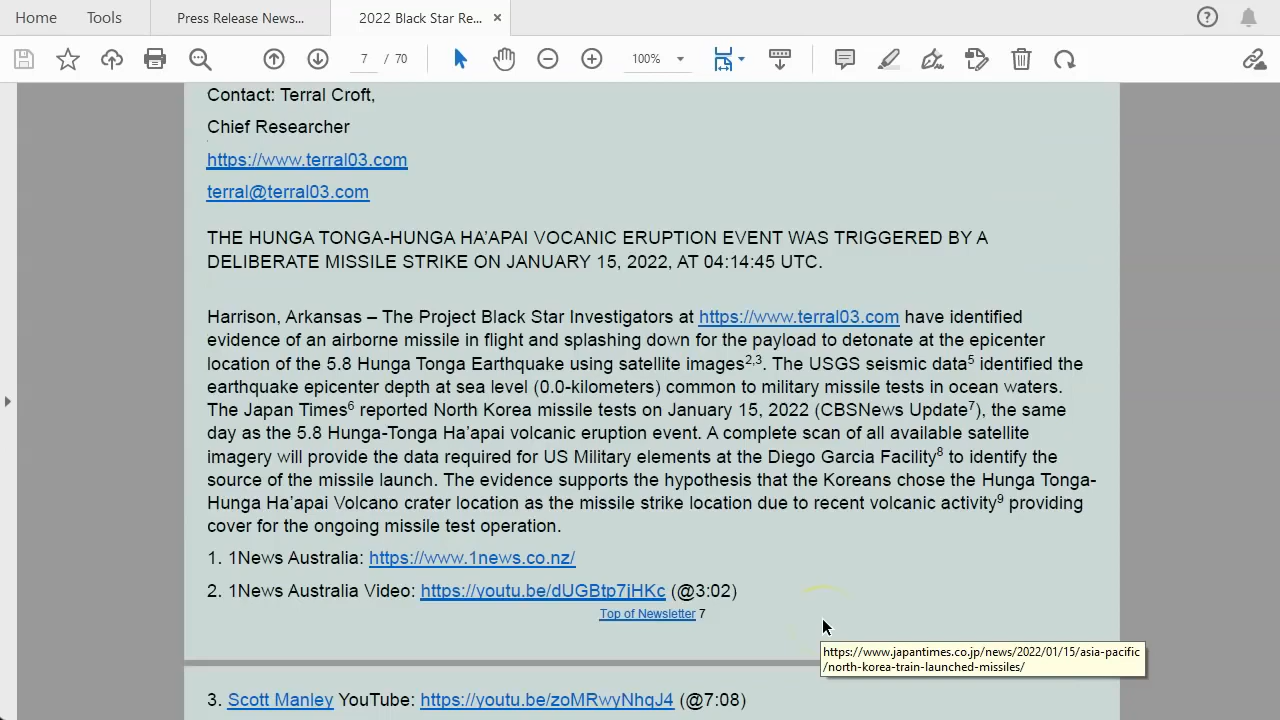 Home Tools Press Release News... 2022 Black Star Re... ×
7 / 70 100%
Contact: Terral Croft,
Chief Researcher
https://www.terral03.com
terral@terral03.com
THE HUNGA TONGA-HUNGA HA’APAI VOCANIC ERUPTION EVENT WAS TRIGGERED BY A
DELIBERATE MISSILE STRIKE ON JANUARY 15, 2022, AT 04:14:45 UTC.
Harrison, Arkansas – The Project Black Star Investigators at https://www.terral03.com have identified
evidence of an airborne missile in flight and splashing down for the payload to detonate at the epicenter
location of the 5.8 Hunga Tonga Earthquake using satellite images2,3. The USGS seismic data5 identified the
earthquake epicenter depth at sea level (0.0-kilometers) common to military missile tests in ocean waters.
The Japan Times6 reported North Korea missile tests on January 15, 2022 (CBSNews Update7), the same
day as the 5.8 Hunga-Tonga Ha’apai volcanic eruption event. A complete scan of all available satellite
imagery will provide the data required for US Military elements at the Diego Garcia Facility8 to identify the
source of the missile launch. The evidence supports the hypothesis that the Koreans chose the Hunga Tonga-
Hunga Ha’apai Volcano crater location as the missile strike location due to recent volcanic activity9 providing
cover for the ongoing missile test operation.
1. 1News Australia: https://www.1news.co.nz/
2. 1News Australia Video: https://youtu.be/dUGBtp7jHKc (@3:02)
Top of Newsletter 7
https://www.japantimes.co.jp/news/2022/01/15/asia-pacific
/north-korea-train-launched-missiles/
3. Scott Manley YouTube: https://youtu.be/zoMRwyNhqJ4 (@7:08)